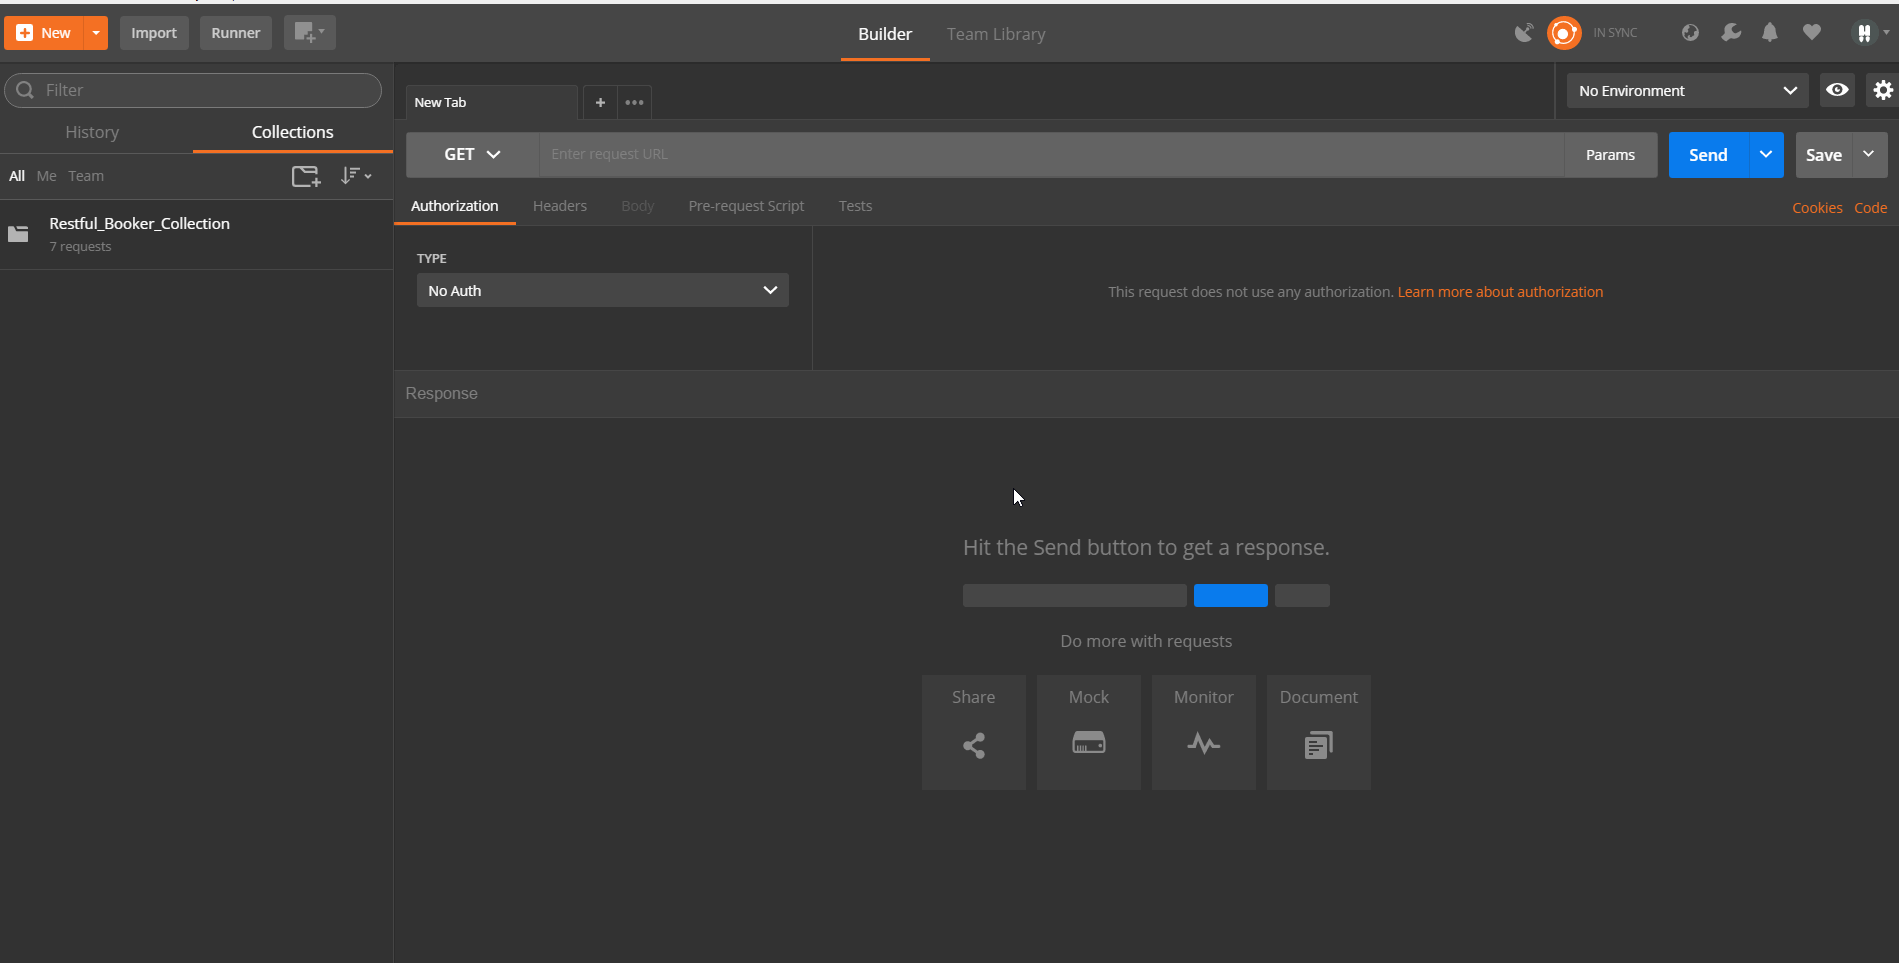 New
Import
Runner
Builder
Team Library
IN SYNC
Filter
History
Collections
All Me Team
Restful_Booker_Collection
7 requests
New Tab
No Environment
GET
Enter request URL
Params
Send
Save
Authorization
Headers
Body
Pre-request Script
Tests
Cookies
Code
TYPE
No Auth
This request does not use any authorization. Learn more about authorization
Response
Hit the Send button to get a response.
Do more with requests
Share
Mock
Monitor
Document